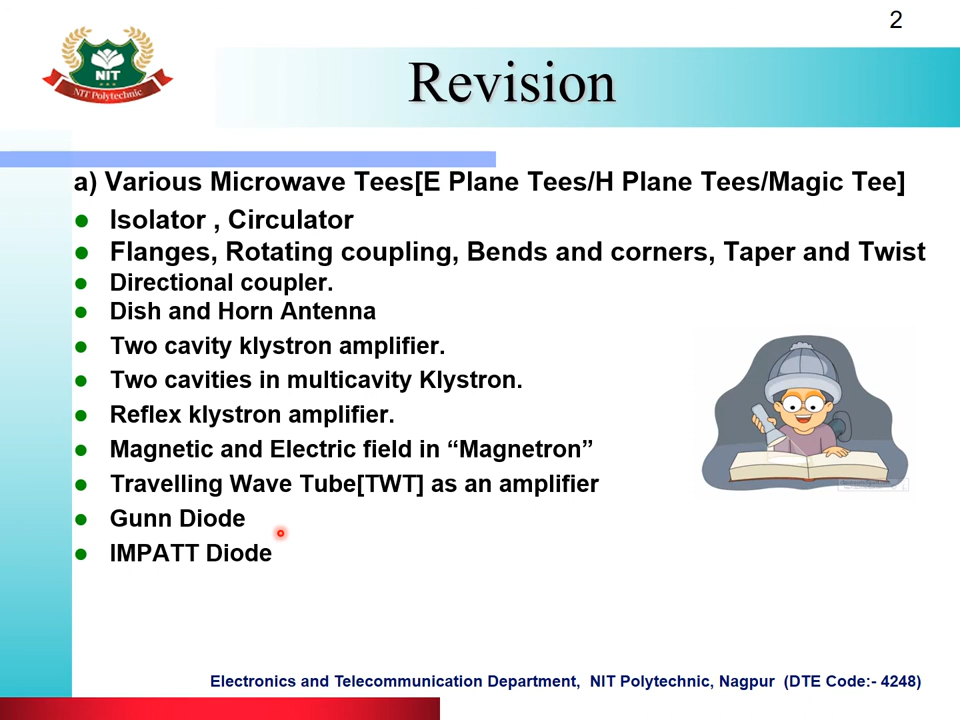 2
NIT
NIT Polytechnic
Revision
a) Various Microwave Tees[E Plane Tees/H Plane Tees/Magic Tee]
Isolator , Circulator
Flanges, Rotating coupling, Bends and corners, Taper and Twist
Directional coupler.
Dish and Horn Antenna
Two cavity klystron amplifier.
Two cavities in multicavity Klystron.
Reflex klystron amplifier.
Magnetic and Electric field in “Magnetron”
Travelling Wave Tube[TWT] as an amplifier
Gunn Diode
IMPATT Diode
Electronics and Telecommunication Department, NIT Polytechnic, Nagpur (DTE Code:- 4248)